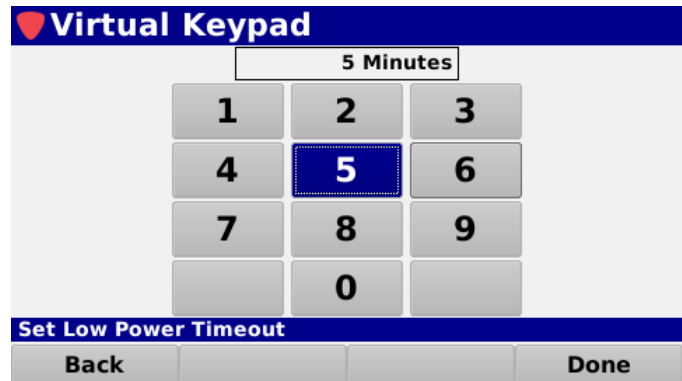 Virtual Keypad
5 Minutes
1 2 3
4 5 6
7 8 9
0
Set Low Power Timeout
Back Done